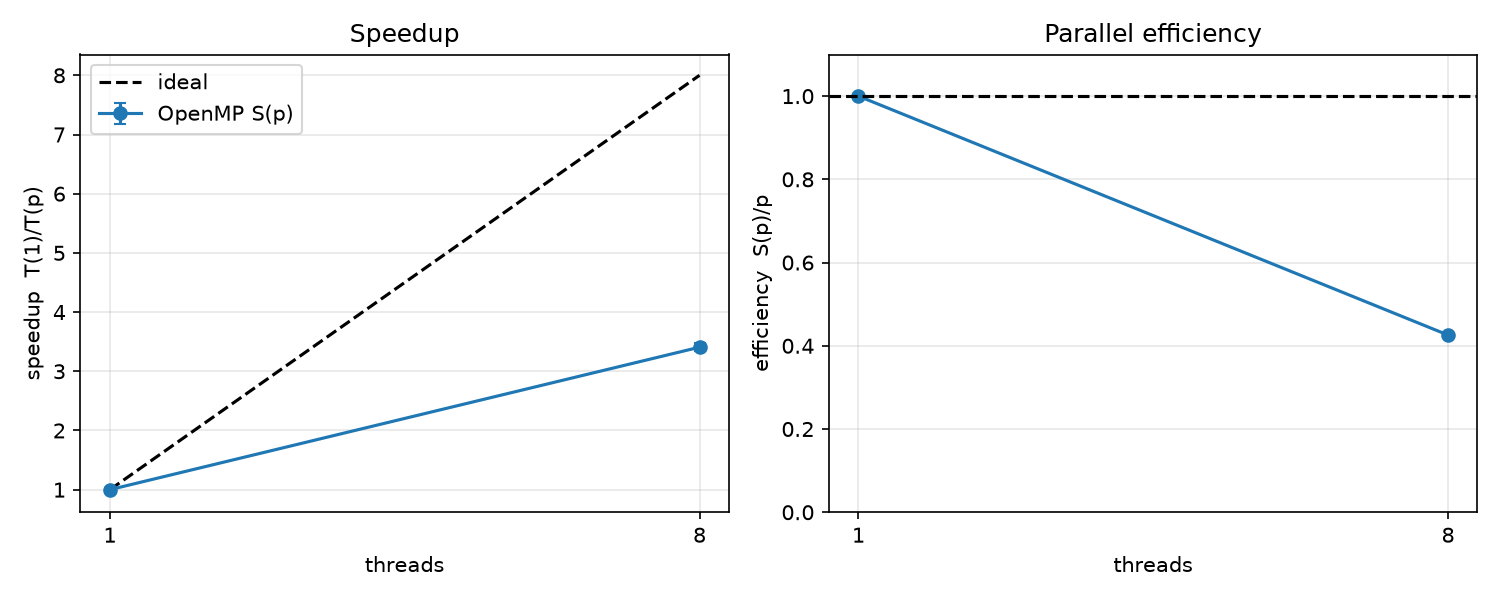 Speedup
ideal
OpenMP S(p)
8
7
6
5
4
3
2
1
speedup T(1)/T(p)
1 8
threads
Parallel efficiency
1.0
0.8
0.6
0.4
0.2
0.0
efficiency S(p)/p
1 8
threads